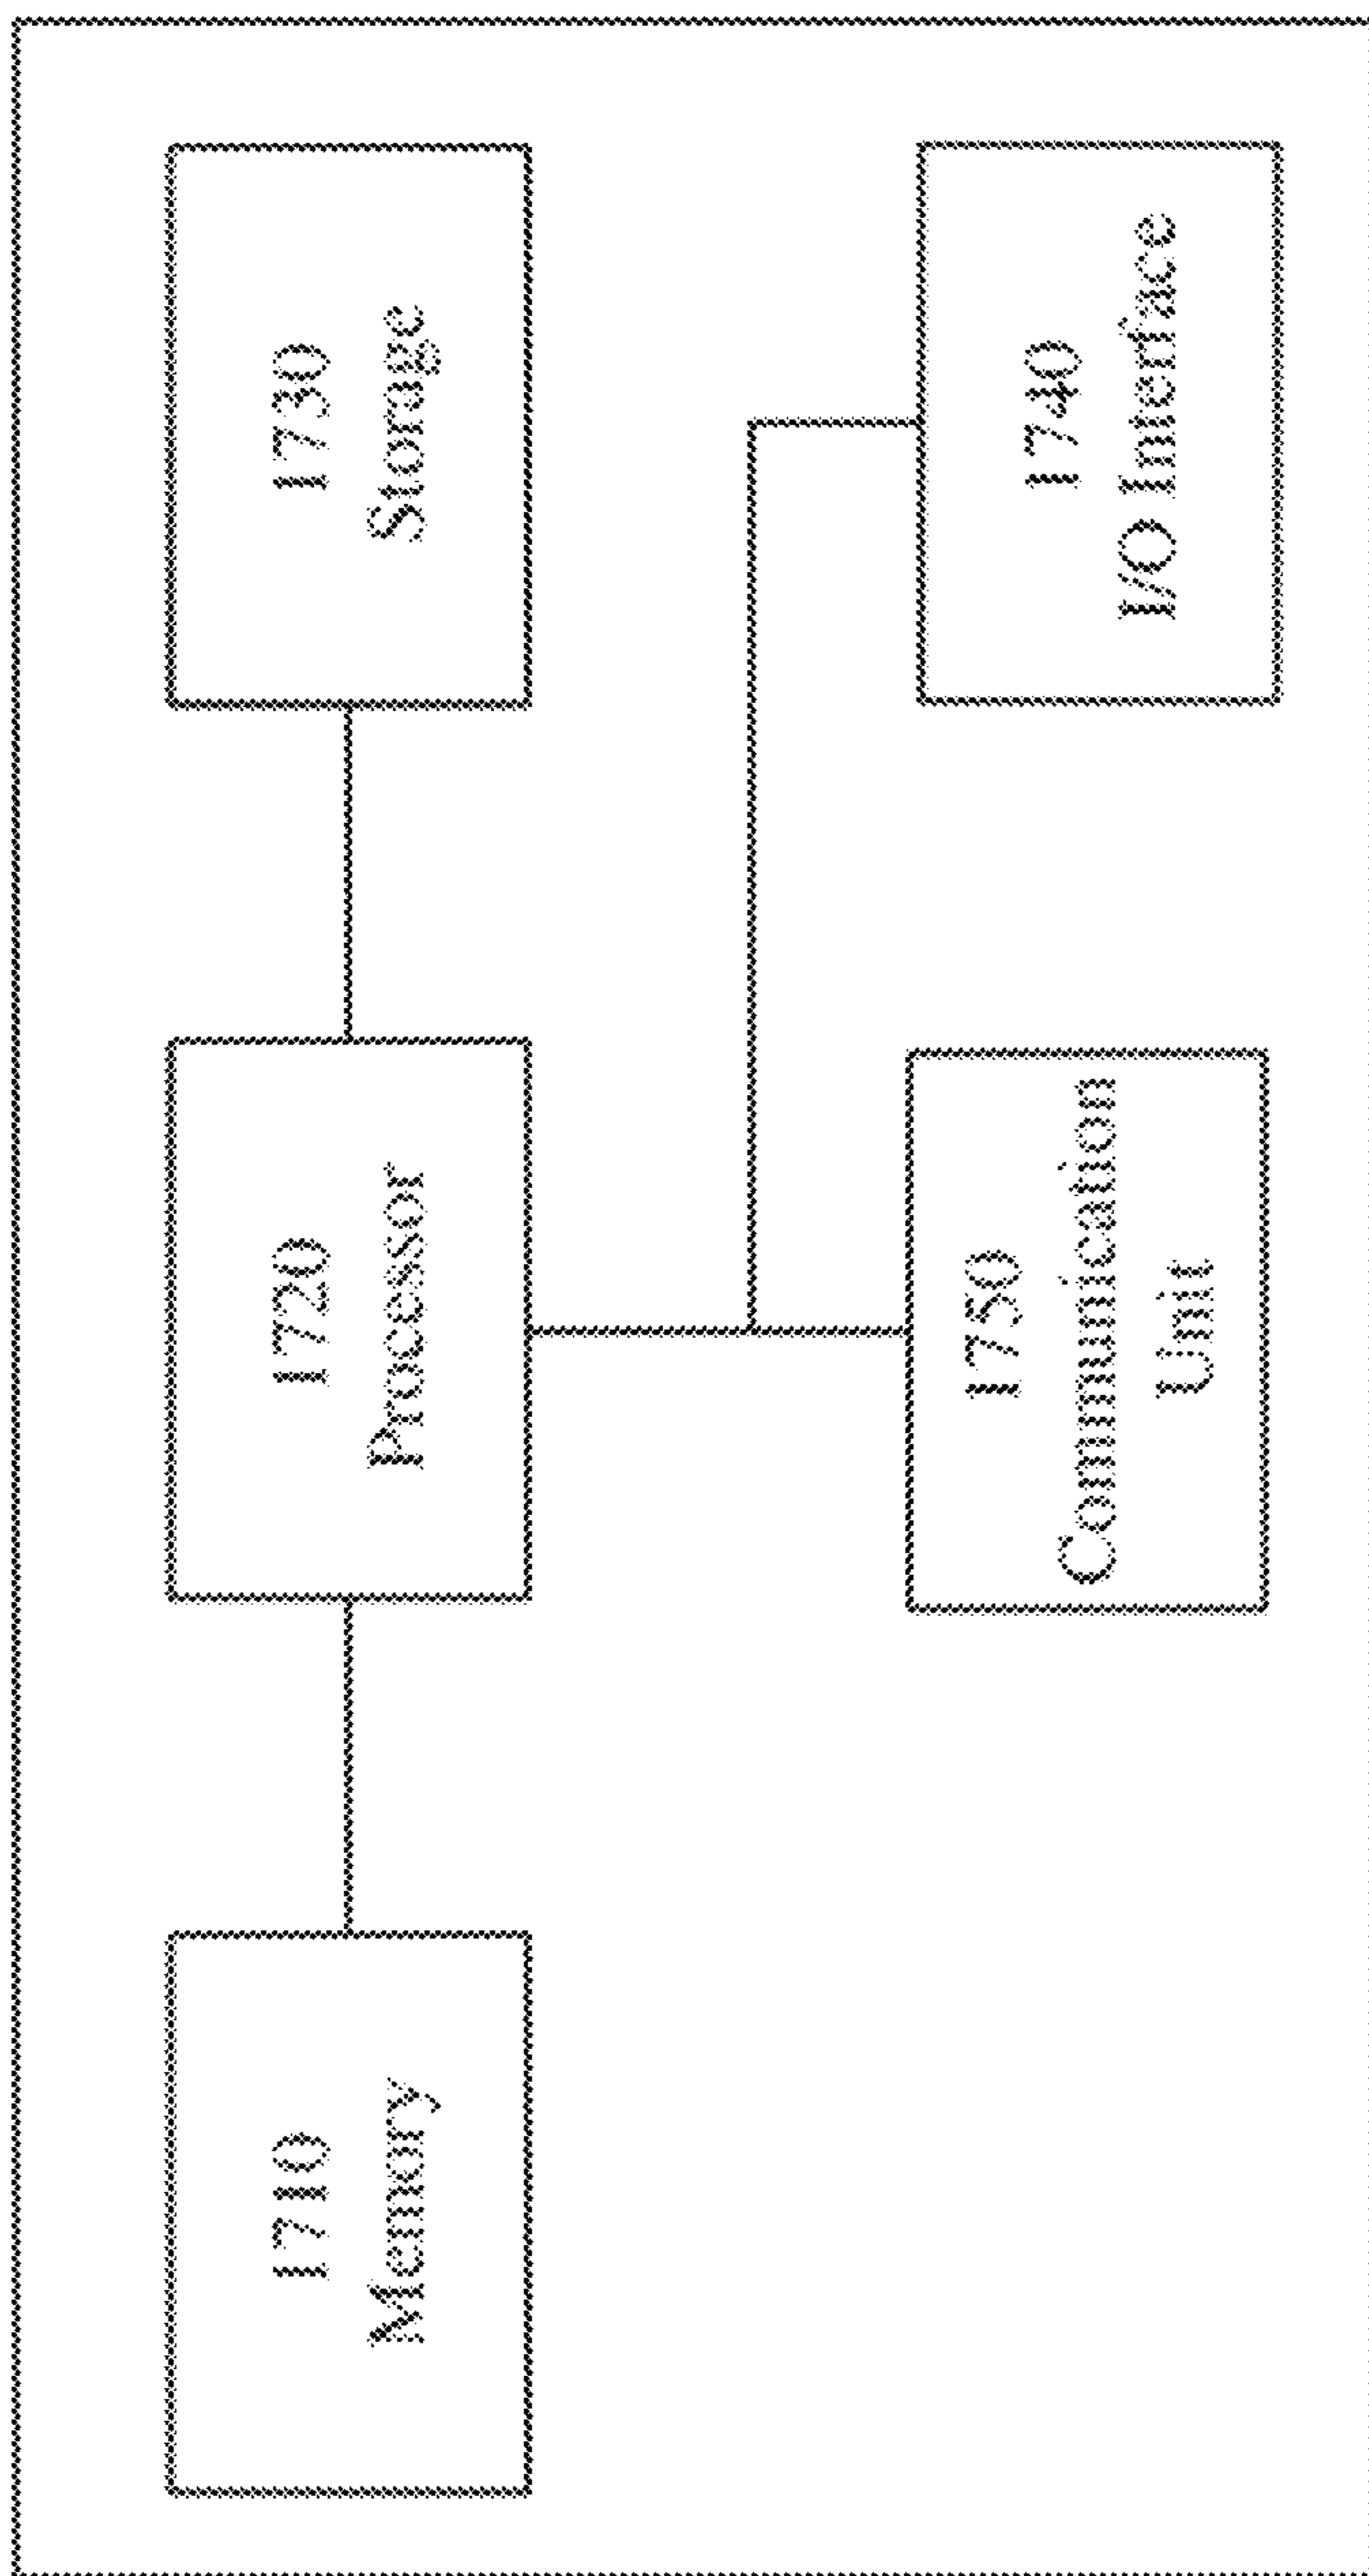 1710
Memory
1720
Processor
1730
Storage
1750
Communication
Unit
1740
I/O Interface